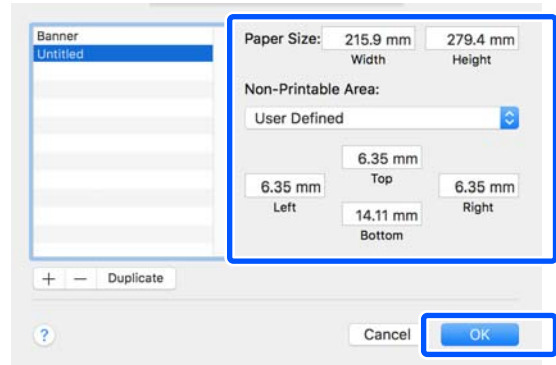 Banner
Untitled
+ − Duplicate
Paper Size: 215.9 mm 279.4 mm
Width Height
Non-Printable Area:
User Defined
6.35 mm
Top
6.35 mm 6.35 mm
Left Right
14.11 mm
Bottom
? Cancel OK